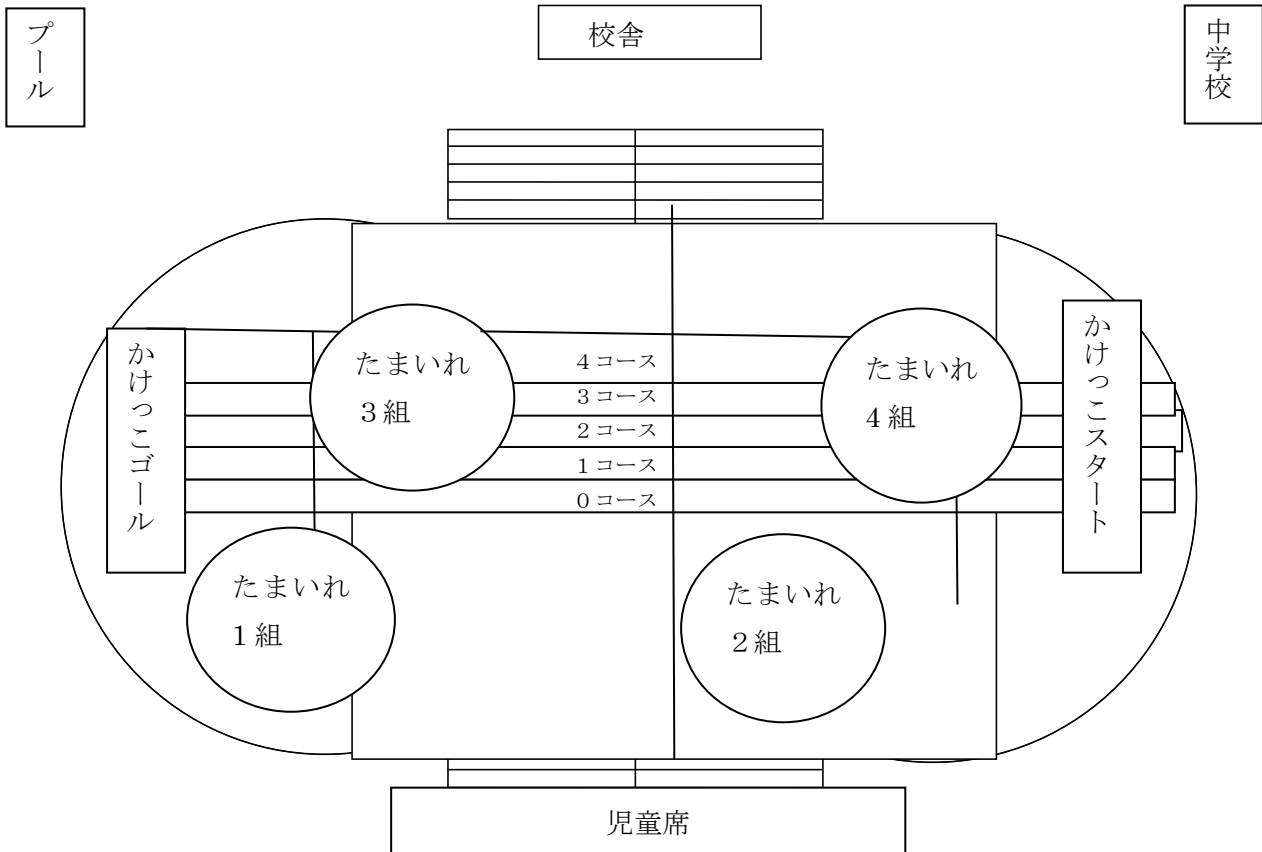 プール
校舎
中学校
かけっこゴール
たまいれ
３組
４コース
３コース
２コース
１コース
０コース
たまいれ
４組
かけっこスタート
たまいれ
１組
たまいれ
２組
児童席